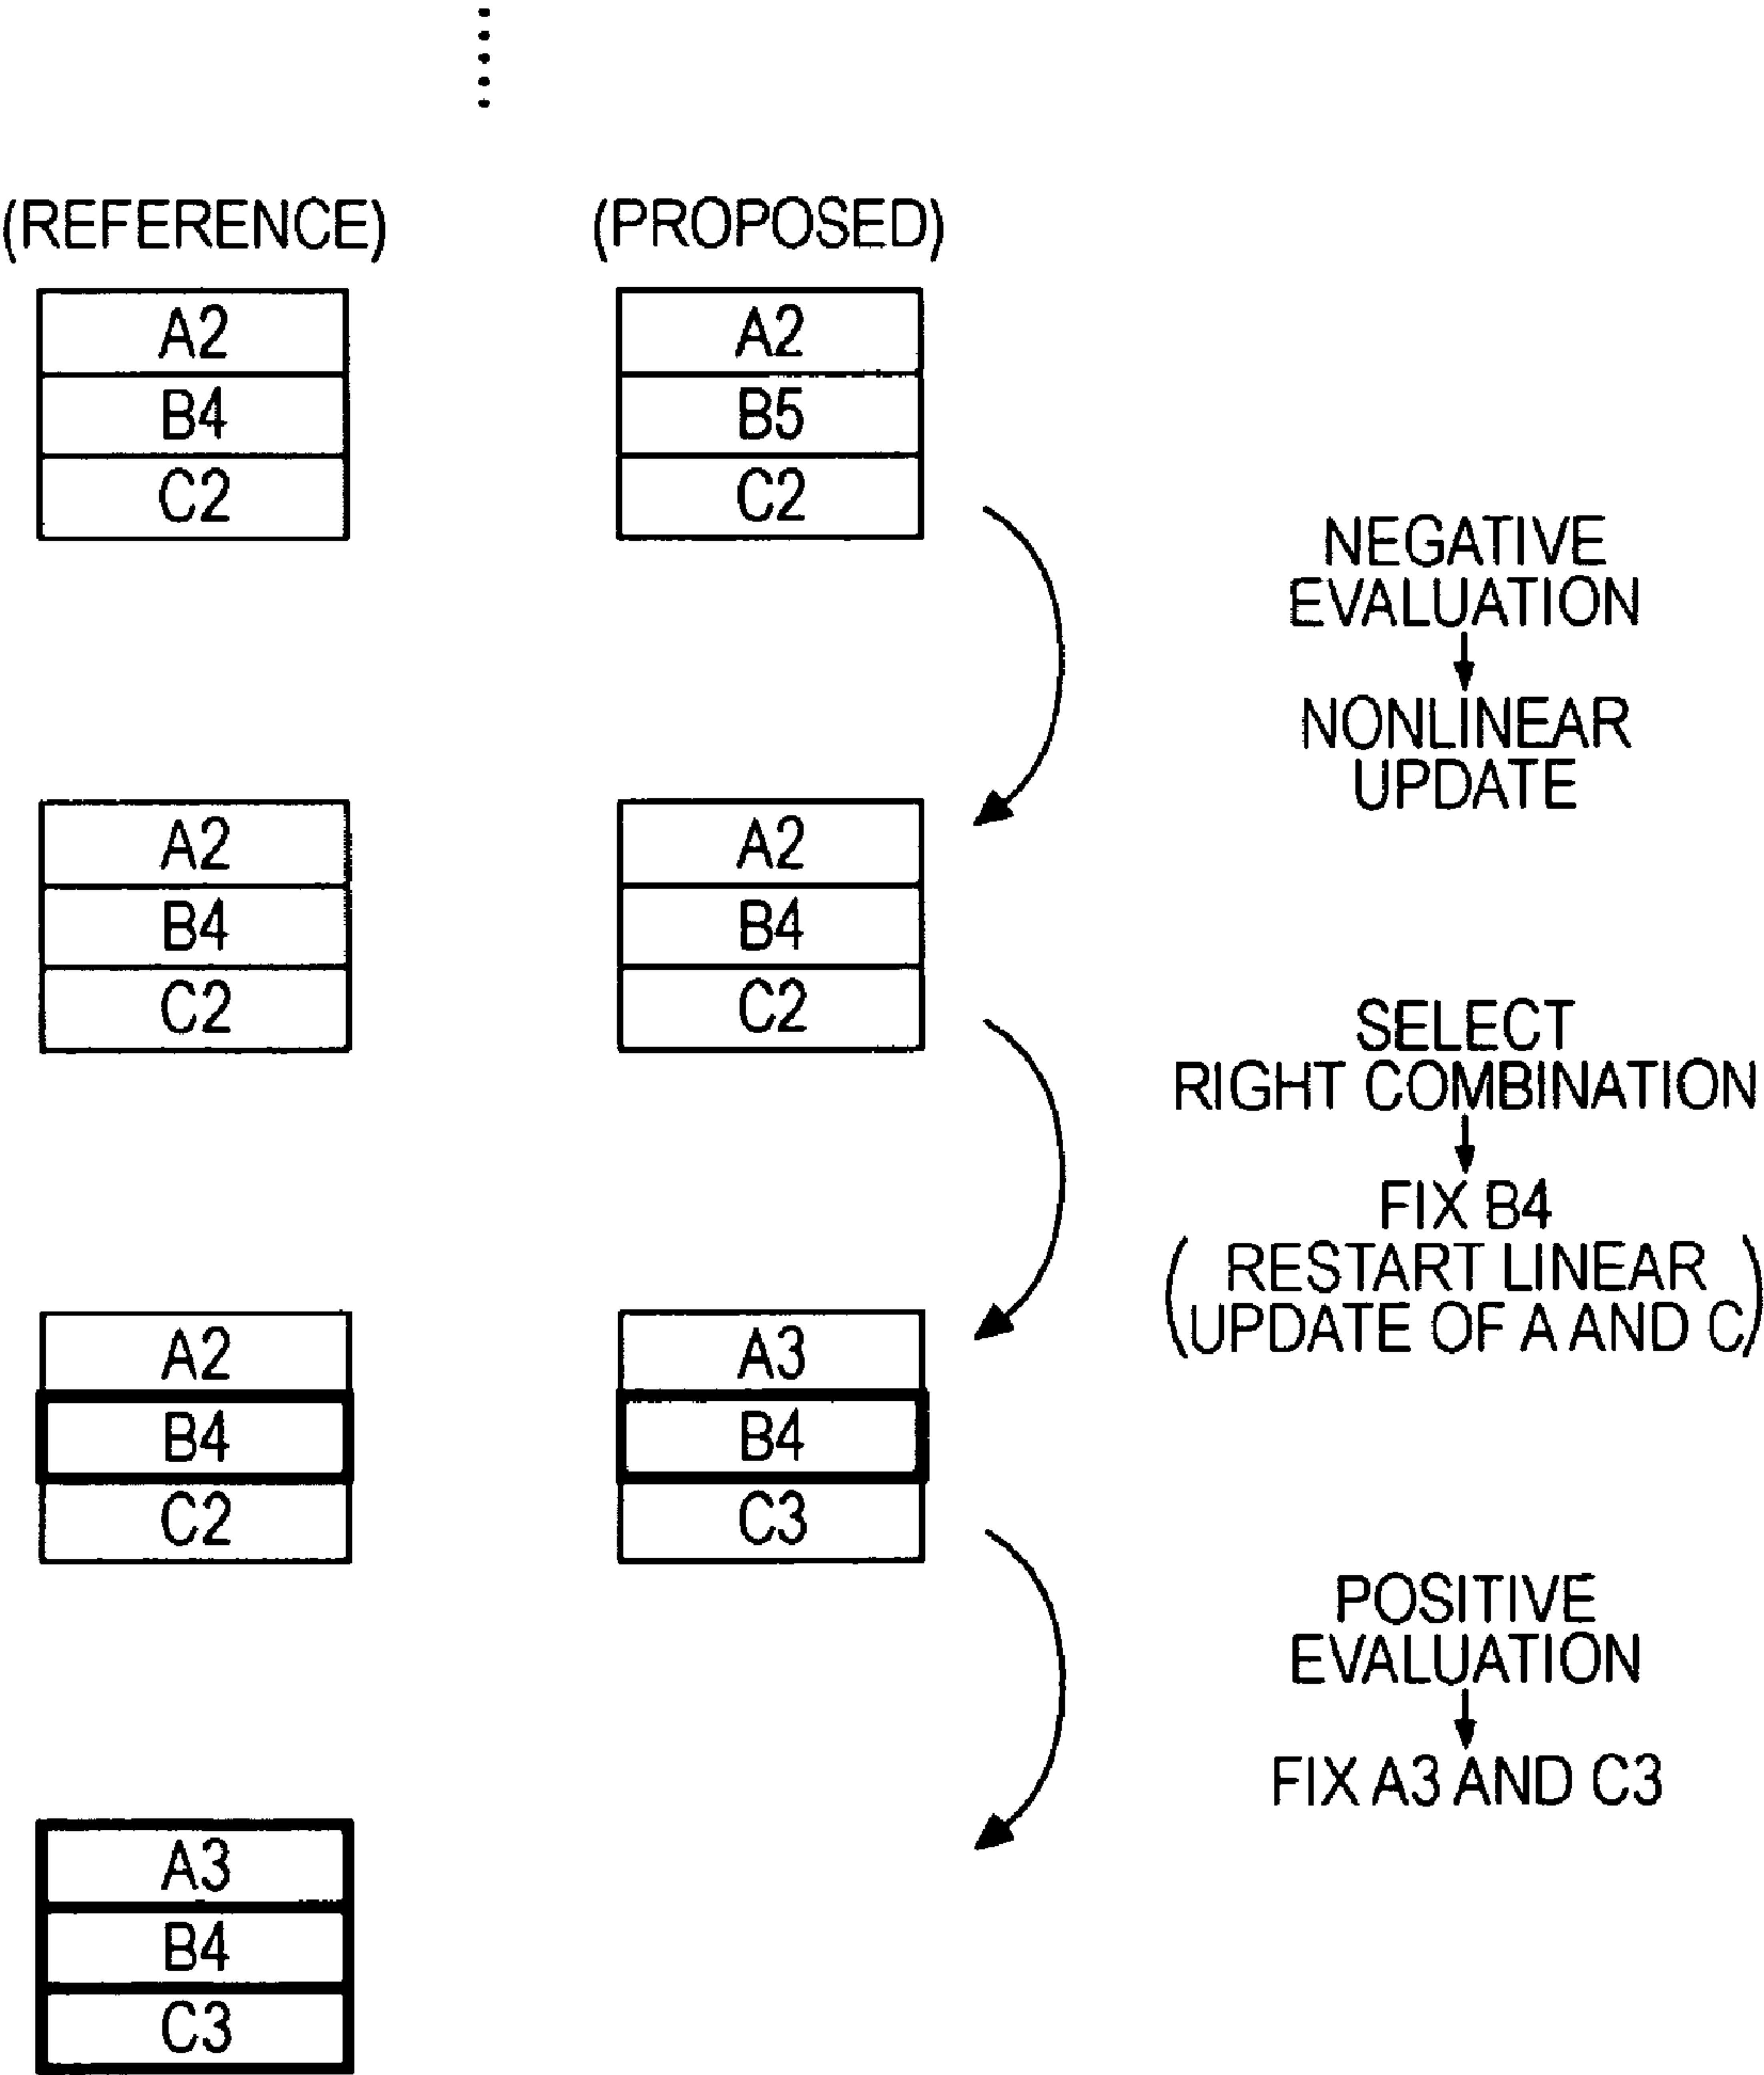 (REFERENCE) (PROPOSED)
A2 A2
B4 B5
C2 C2
NEGATIVE
EVALUATION
NONLINEAR
UPDATE
A2 A2
B4 B4
C2 C2
SELECT
RIGHT COMBINATION
FIX B4
(RESTART LINEAR
UPDATE OF A AND C)
A2 A3
B4 B4
C2 C3
POSITIVE
EVALUATION
FIX A3 AND C3
A3
B4
C3